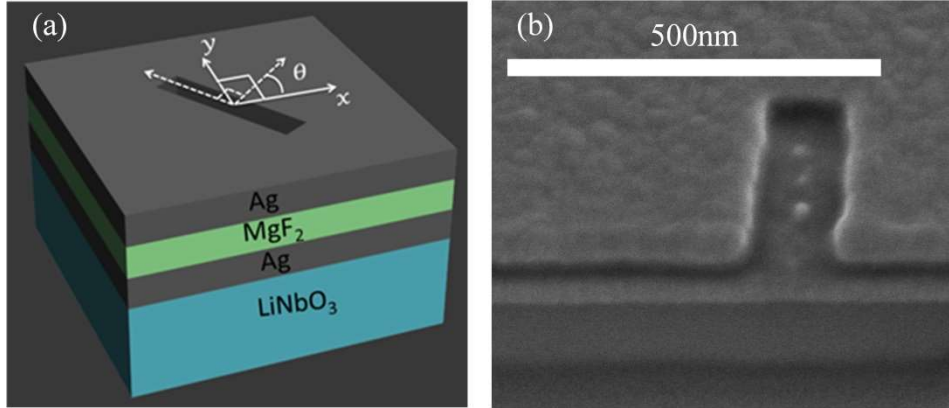 (a)
y
θ
x
Ag
MgF₂
Ag
LiNbO₃
(b)
500nm